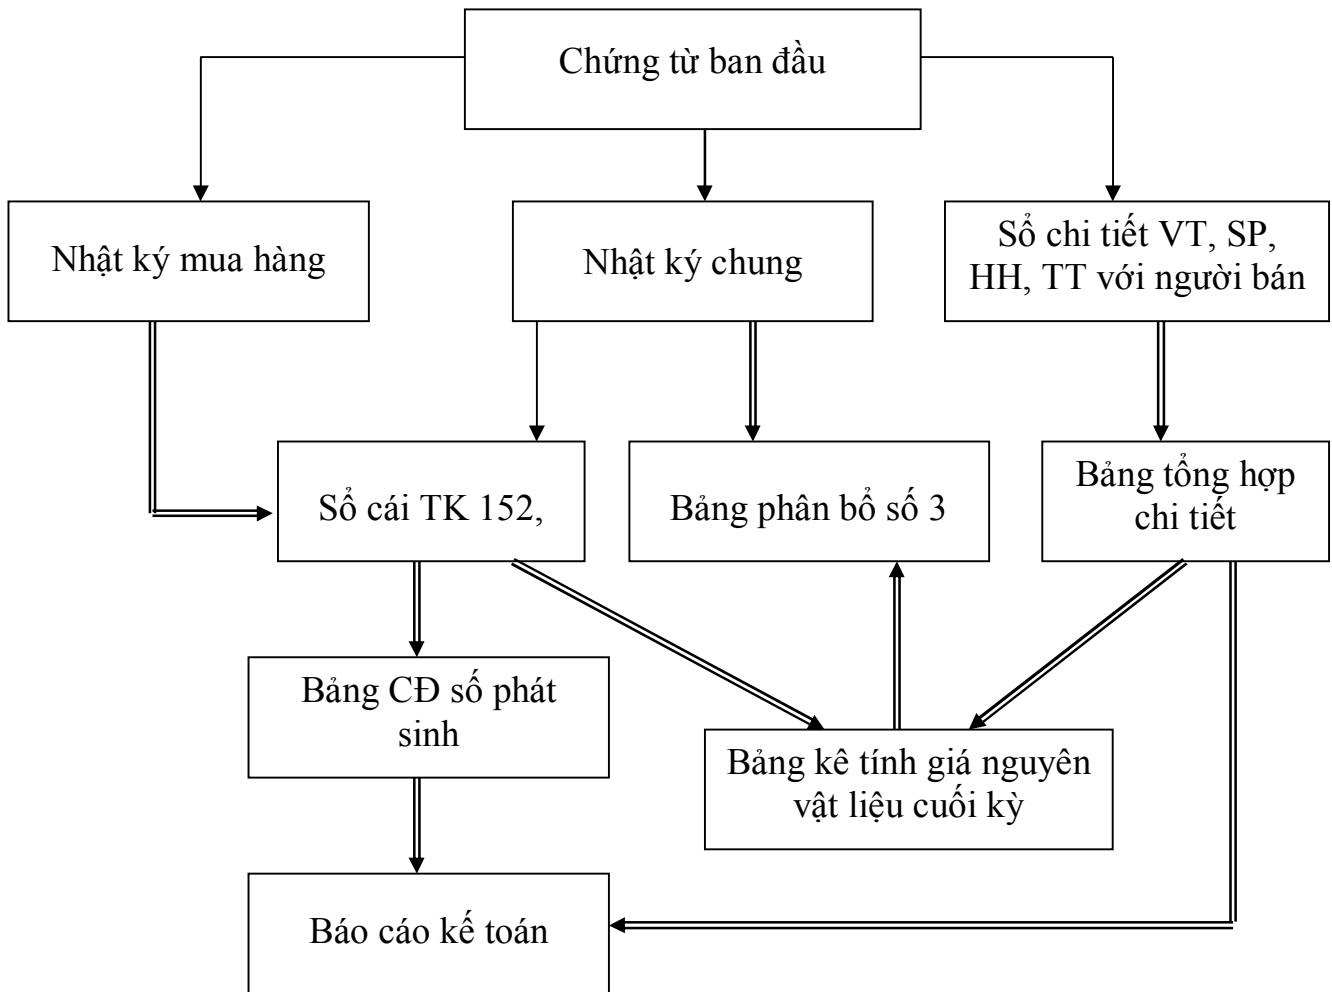 Chứng từ ban đầu
Nhật ký mua hàng
Nhật ký chung
Sổ chi tiết VT, SP,
HH, TT với người bán
Sổ cái TK 152,
Bảng phân bổ số 3
Bảng tổng hợp
chi tiết
Bảng CĐ số phát
sinh
Bảng kê tính giá nguyên
vật liệu cuối kỳ
Báo cáo kế toán